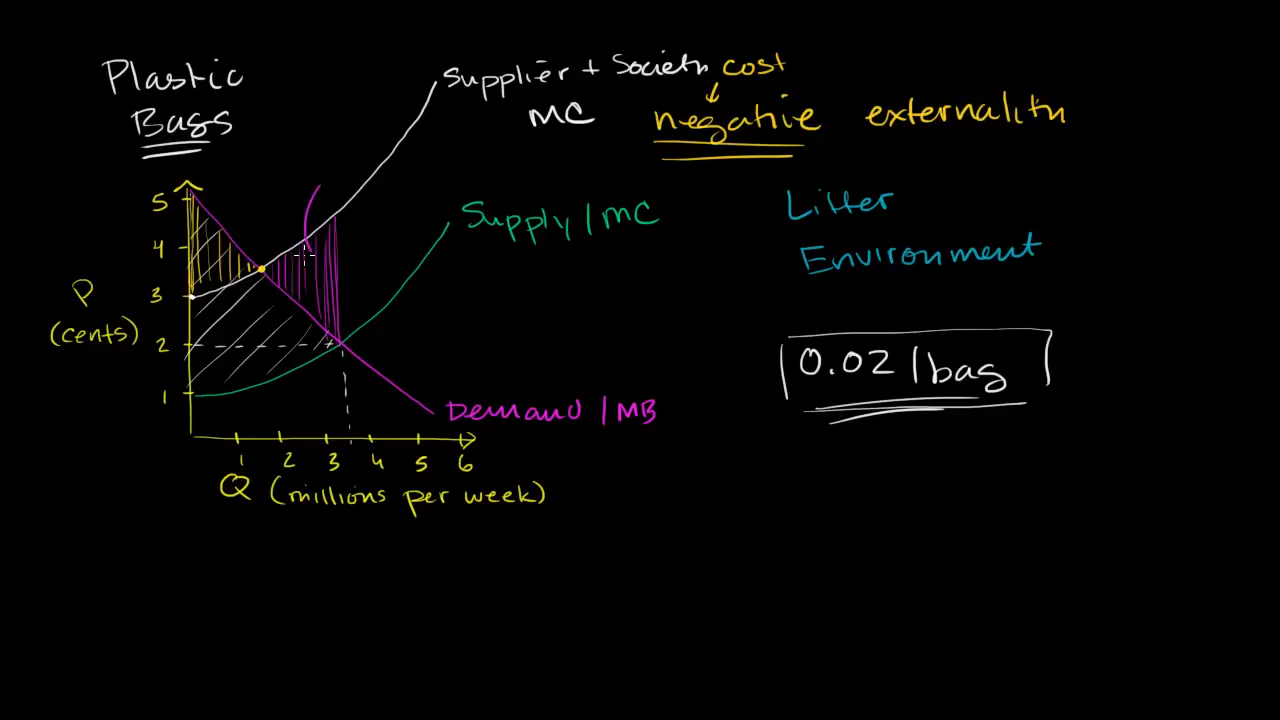 Plastic
Bags
Supplier + Society cost
MC
negative externality
Litter
Environment
0.02 / bag
Supply / MC
Demand / MB
P
(cents)
5
4
3
2
1
1 2 3 4 5 6
Q (millions per week)